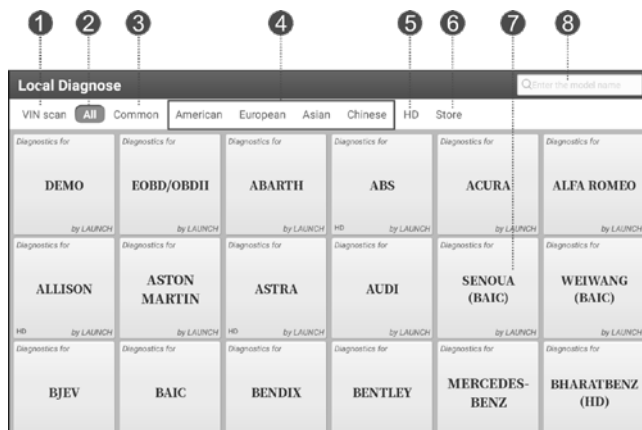 1 2 3 4 5 6 7 8
Local Diagnose
Enter the model name
VIN scan All Common American European Asian Chinese HD Store
Diagnostics for Diagnostics for Diagnostics for Diagnostics for Diagnostics for Diagnostics for
DEMO EOBD/OBDII ABARTH ABS ACURA ALFA ROMEO
by LAUNCH by LAUNCH by LAUNCH HD by LAUNCH by LAUNCH by LAUNCH
Diagnostics for Diagnostics for Diagnostics for Diagnostics for Diagnostics for Diagnostics for
ALLISON ASTON MARTIN ASTRA AUDI SENOUA (BAIC) WEIWANG (BAIC)
HD by LAUNCH by LAUNCH HD by LAUNCH by LAUNCH by LAUNCH by LAUNCH
Diagnostics for Diagnostics for Diagnostics for Diagnostics for Diagnostics for Diagnostics for
BJEV BAIC BENDIX BENTLEY MERCEDES-BENZ BHARATBENZ (HD)